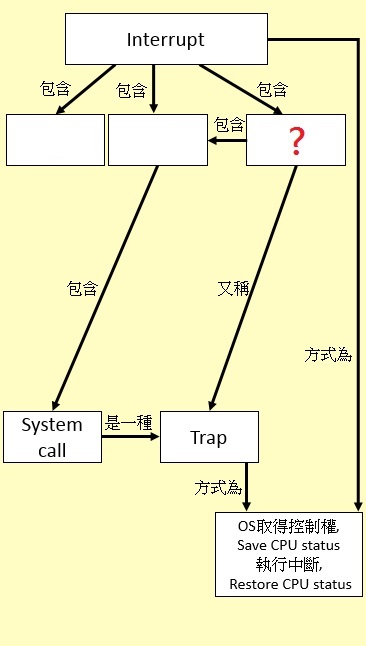 Interrupt
包含
包含
包含
包含
?
包含
又稱
方式為
System
call
是一種
Trap
方式為
OS取得控制權,
Save CPU status
執行中斷,
Restore CPU status